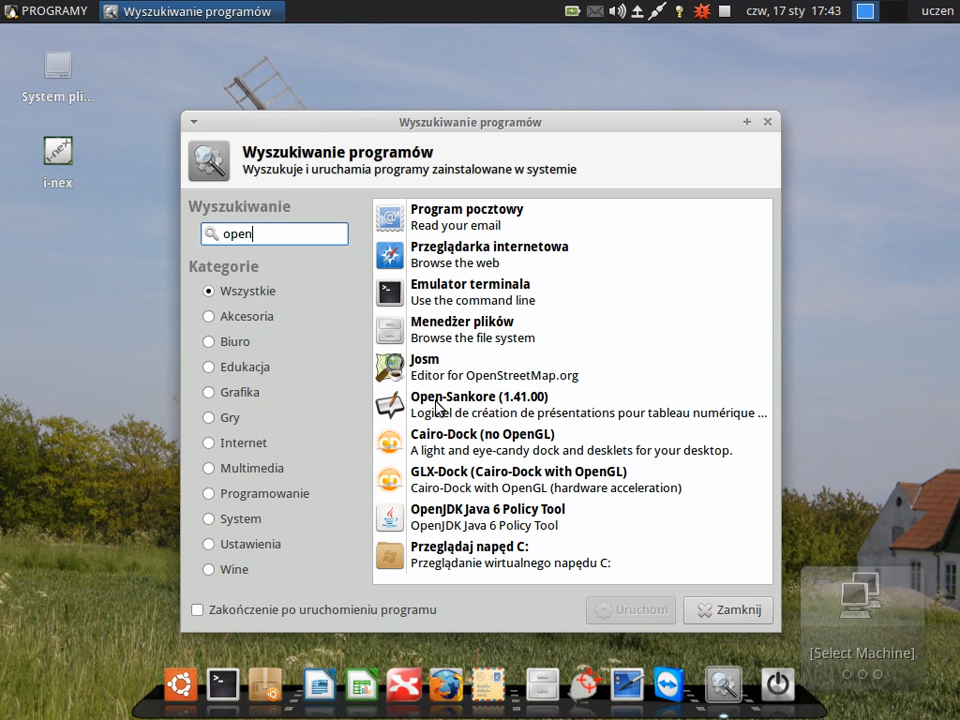 PROGRAMY
Wyszukiwanie programów
czw, 17 sty 17:43
uczen
System pli...
i-nex
i-nex
Wyszukiwanie programów
Wyszukiwanie programów
Wyszukuje i uruchamia programy zainstalowane w systemie
Wyszukiwanie
open
Kategorie
Wszystkie
Akcesoria
Biuro
Edukacja
Grafika
Gry
Internet
Multimedia
Programowanie
System
Ustawienia
Wine
Program pocztowy
Read your email
Przeglądarka internetowa
Browse the web
Emulator terminala
Use the command line
Menedżer plików
Browse the file system
Josm
Editor for OpenStreetMap.org
Open-Sankore (1.41.00)
Logiciel de création de présentations pour tableau numérique ...
Cairo-Dock (no OpenGL)
A light and eye-candy dock and desklets for your desktop.
GLX-Dock (Cairo-Dock with OpenGL)
Cairo-Dock with OpenGL (hardware acceleration)
OpenJDK Java 6 Policy Tool
OpenJDK Java 6 Policy Tool
Przeglądaj napęd C:
Przeglądanie wirtualnego napędu C:
Zakończenie po uruchomieniu programu
Uruchom
Zamknij
[Select Machine]